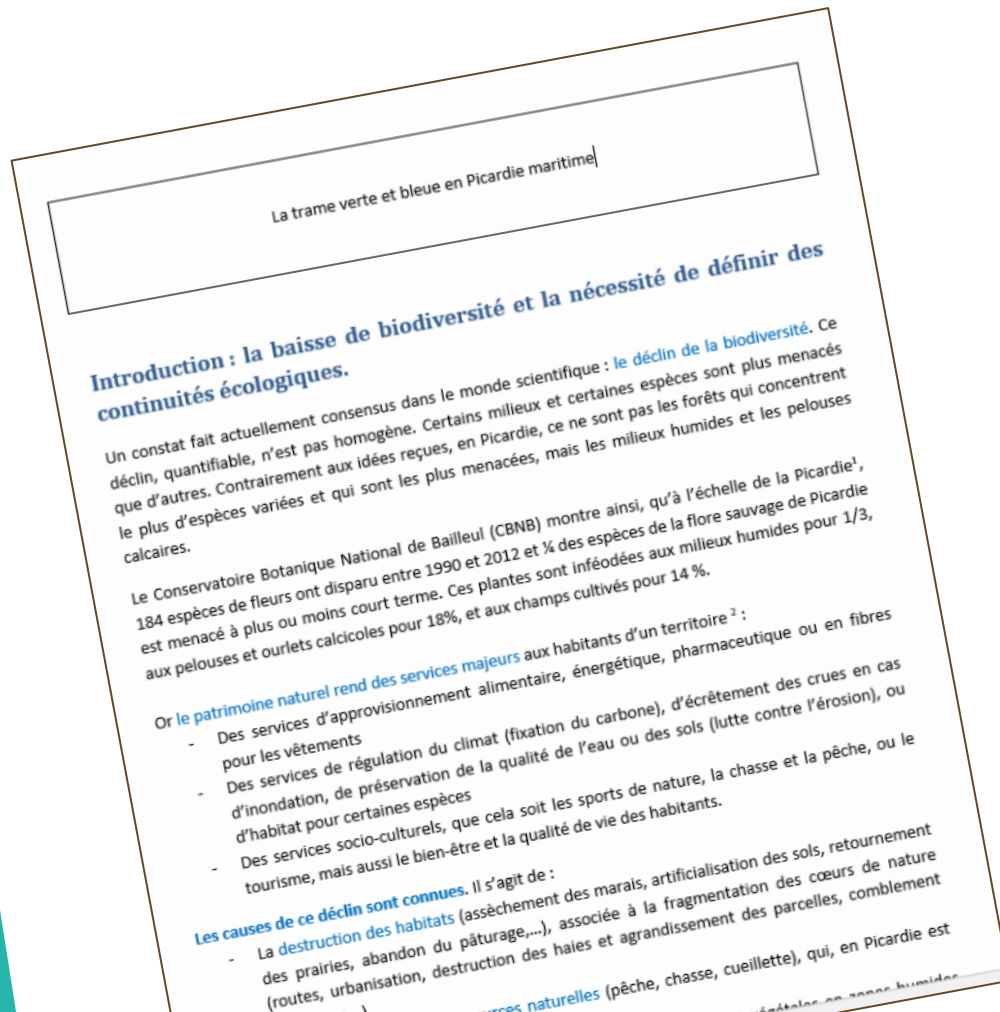 La trame verte et bleue en Picardie maritime
Introduction : la baisse de biodiversité et la nécessité de définir des
continuités écologiques.
Un constat fait actuellement consensus dans le monde scientifique : le déclin de la biodiversité. Ce
déclin, quantifiable, n’est pas homogène. Certains milieux et certaines espèces sont plus menacés
que d’autres. Contrairement aux idées reçues, en Picardie, ce ne sont pas les forêts qui concentrent
le plus d’espèces variées et qui sont les plus menacées, mais les milieux humides et les pelouses
calcaires.
Le Conservatoire Botanique National de Bailleul (CBNB) montre ainsi, qu’à l’échelle de la Picardie¹,
184 espèces de fleurs ont disparu entre 1990 et 2012 et ¼ des espèces de la flore sauvage de Picardie
est menacé à plus ou moins court terme. Ces plantes sont inféodées aux milieux humides pour 1/3,
aux pelouses et ourlets calcicoles pour 18%, et aux champs cultivés pour 14 %.
Or le patrimoine naturel rend des services majeurs aux habitants d’un territoire ² :
- Des services d’approvisionnement alimentaire, énergétique, pharmaceutique ou en fibres
pour les vêtements
- Des services de régulation du climat (fixation du carbone), d’écrêtement des crues en cas
d’inondation, de préservation de la qualité de l’eau ou des sols (lutte contre l’érosion), ou
d’habitat pour certaines espèces
- Des services socio-culturels, que cela soit les sports de nature, la chasse et la pêche, ou le
tourisme, mais aussi le bien-être et la qualité de vie des habitants.
Les causes de ce déclin sont connues. Il s’agit de :
- La destruction des habitats (assèchement des marais, artificialisation des sols, retournement
des prairies, abandon du pâturage,...), associée à la fragmentation des cœurs de nature
(routes, urbanisation, destruction des haies et agrandissement des parcelles, comblement
naturelles (pêche, chasse, cueillette), qui, en Picardie est
en zones humides